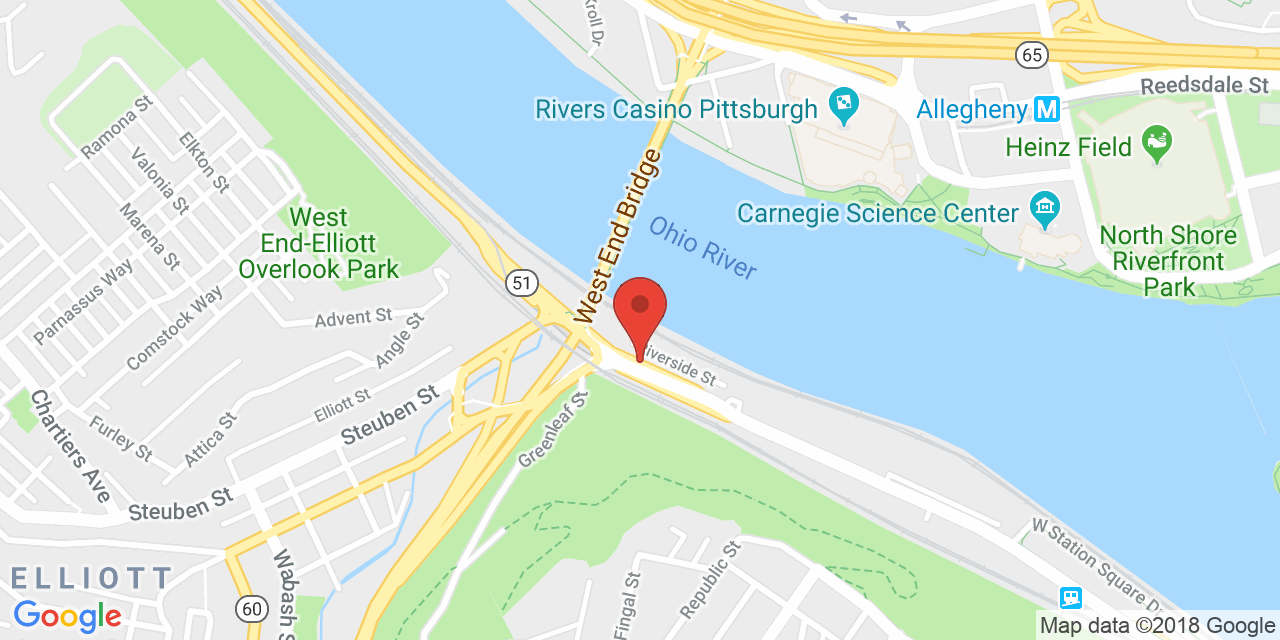 Kroll Dr
65
Reedsdale St
Rivers Casino Pittsburgh
Allegheny M
Ramona St
Elkton St
Valonia St
Heinz Field
West End Bridge
Marena St
Carnegie Science Center
West
End-Elliott
Overlook Park
Ohio River
North Shore
Riverfront
Park
51
Parnassus Way
Comstock Way
Advent St
Angle St
Riverside St
Chartiers Ave
Elliott St
Steuben St
Furley St
Attica St
Greenleaf St
Steuben St
W Station Square Dr
ELLIOTT
Wabash S
Fingal St
Republic St
60
Google
Map data ©2018 Google